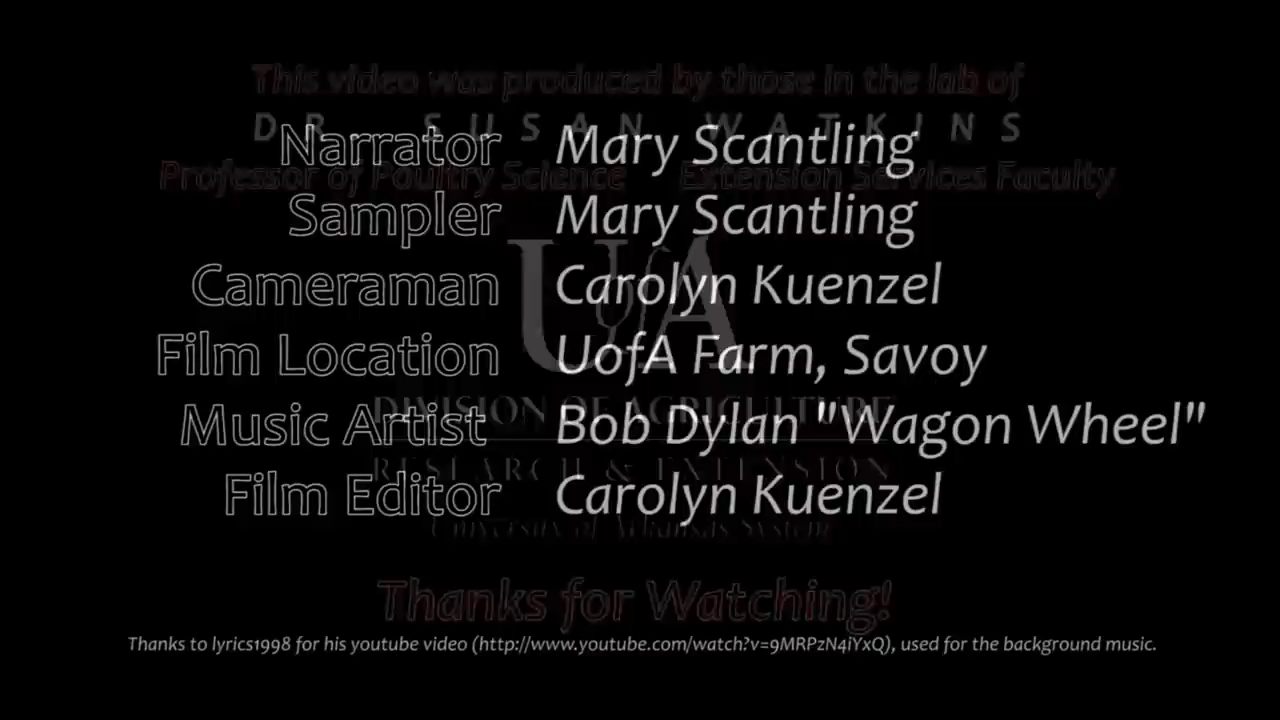 This video was produced by those in the lab of
DR. SUSAN WATKINS
Narrator Mary Scantling
Professor of Poultry Science Extension Services Faculty
Sampler Mary Scantling
UofA
Cameraman Carolyn Kuenzel
Film Location UofA Farm, Savoy
DIVISION OF AGRICULTURE
Music Artist Bob Dylan "Wagon Wheel"
RESEARCH & EXTENSION
Film Editor Carolyn Kuenzel
University of Arkansas System
Thanks for Watching!
Thanks to lyrics1998 for his youtube video (http://www.youtube.com/watch?v=9MRPzN4iYxQ), used for the background music.